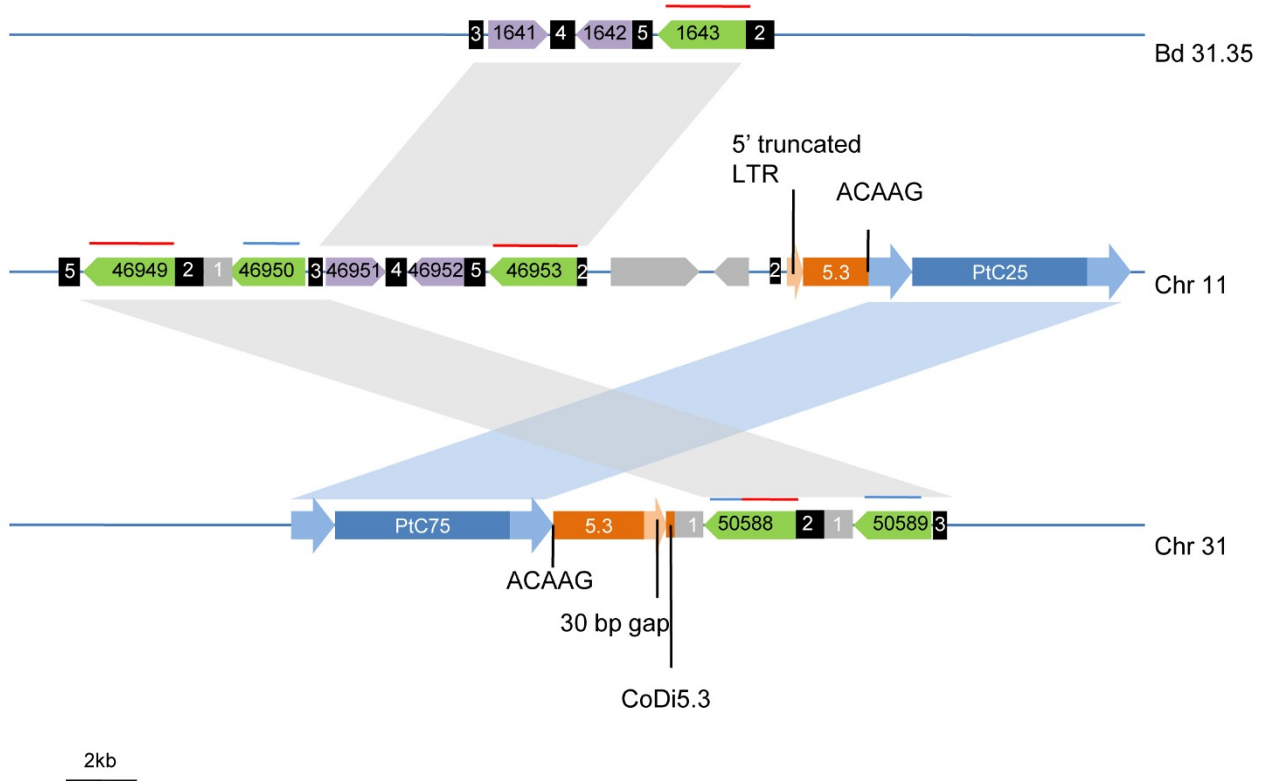 3 1641 4 1642 5 1643 2
Bd 31.35
5’ truncated
LTR
ACAAG
5 46949 2 1 46950 3 46951 4 46952 5 46953 2 2 5.3 PtC25
Chr 11
PtC75 5.3 1 50588 2 1 50589 3
Chr 31
ACAAG
30 bp gap
CoDi5.3
2kb